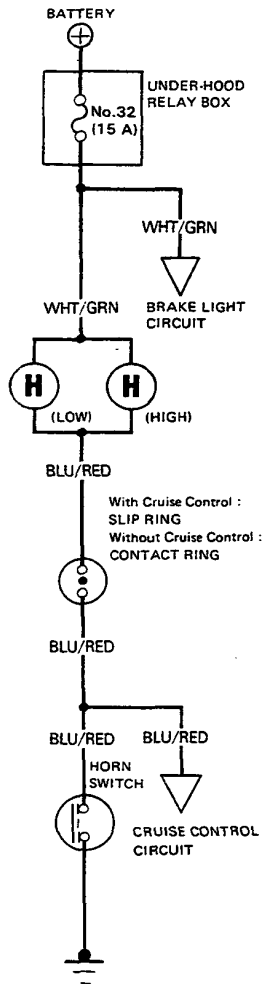 BATTERY
UNDER-HOOD
RELAY BOX
No.32
(15 A)
WHT/GRN
WHT/GRN
BRAKE LIGHT
CIRCUIT
H
H
(LOW)
(HIGH)
BLU/RED
With Cruise Control :
SLIP RING
Without Cruise Control :
CONTACT RING
BLU/RED
BLU/RED
BLU/RED
HORN
SWITCH
CRUISE CONTROL
CIRCUIT